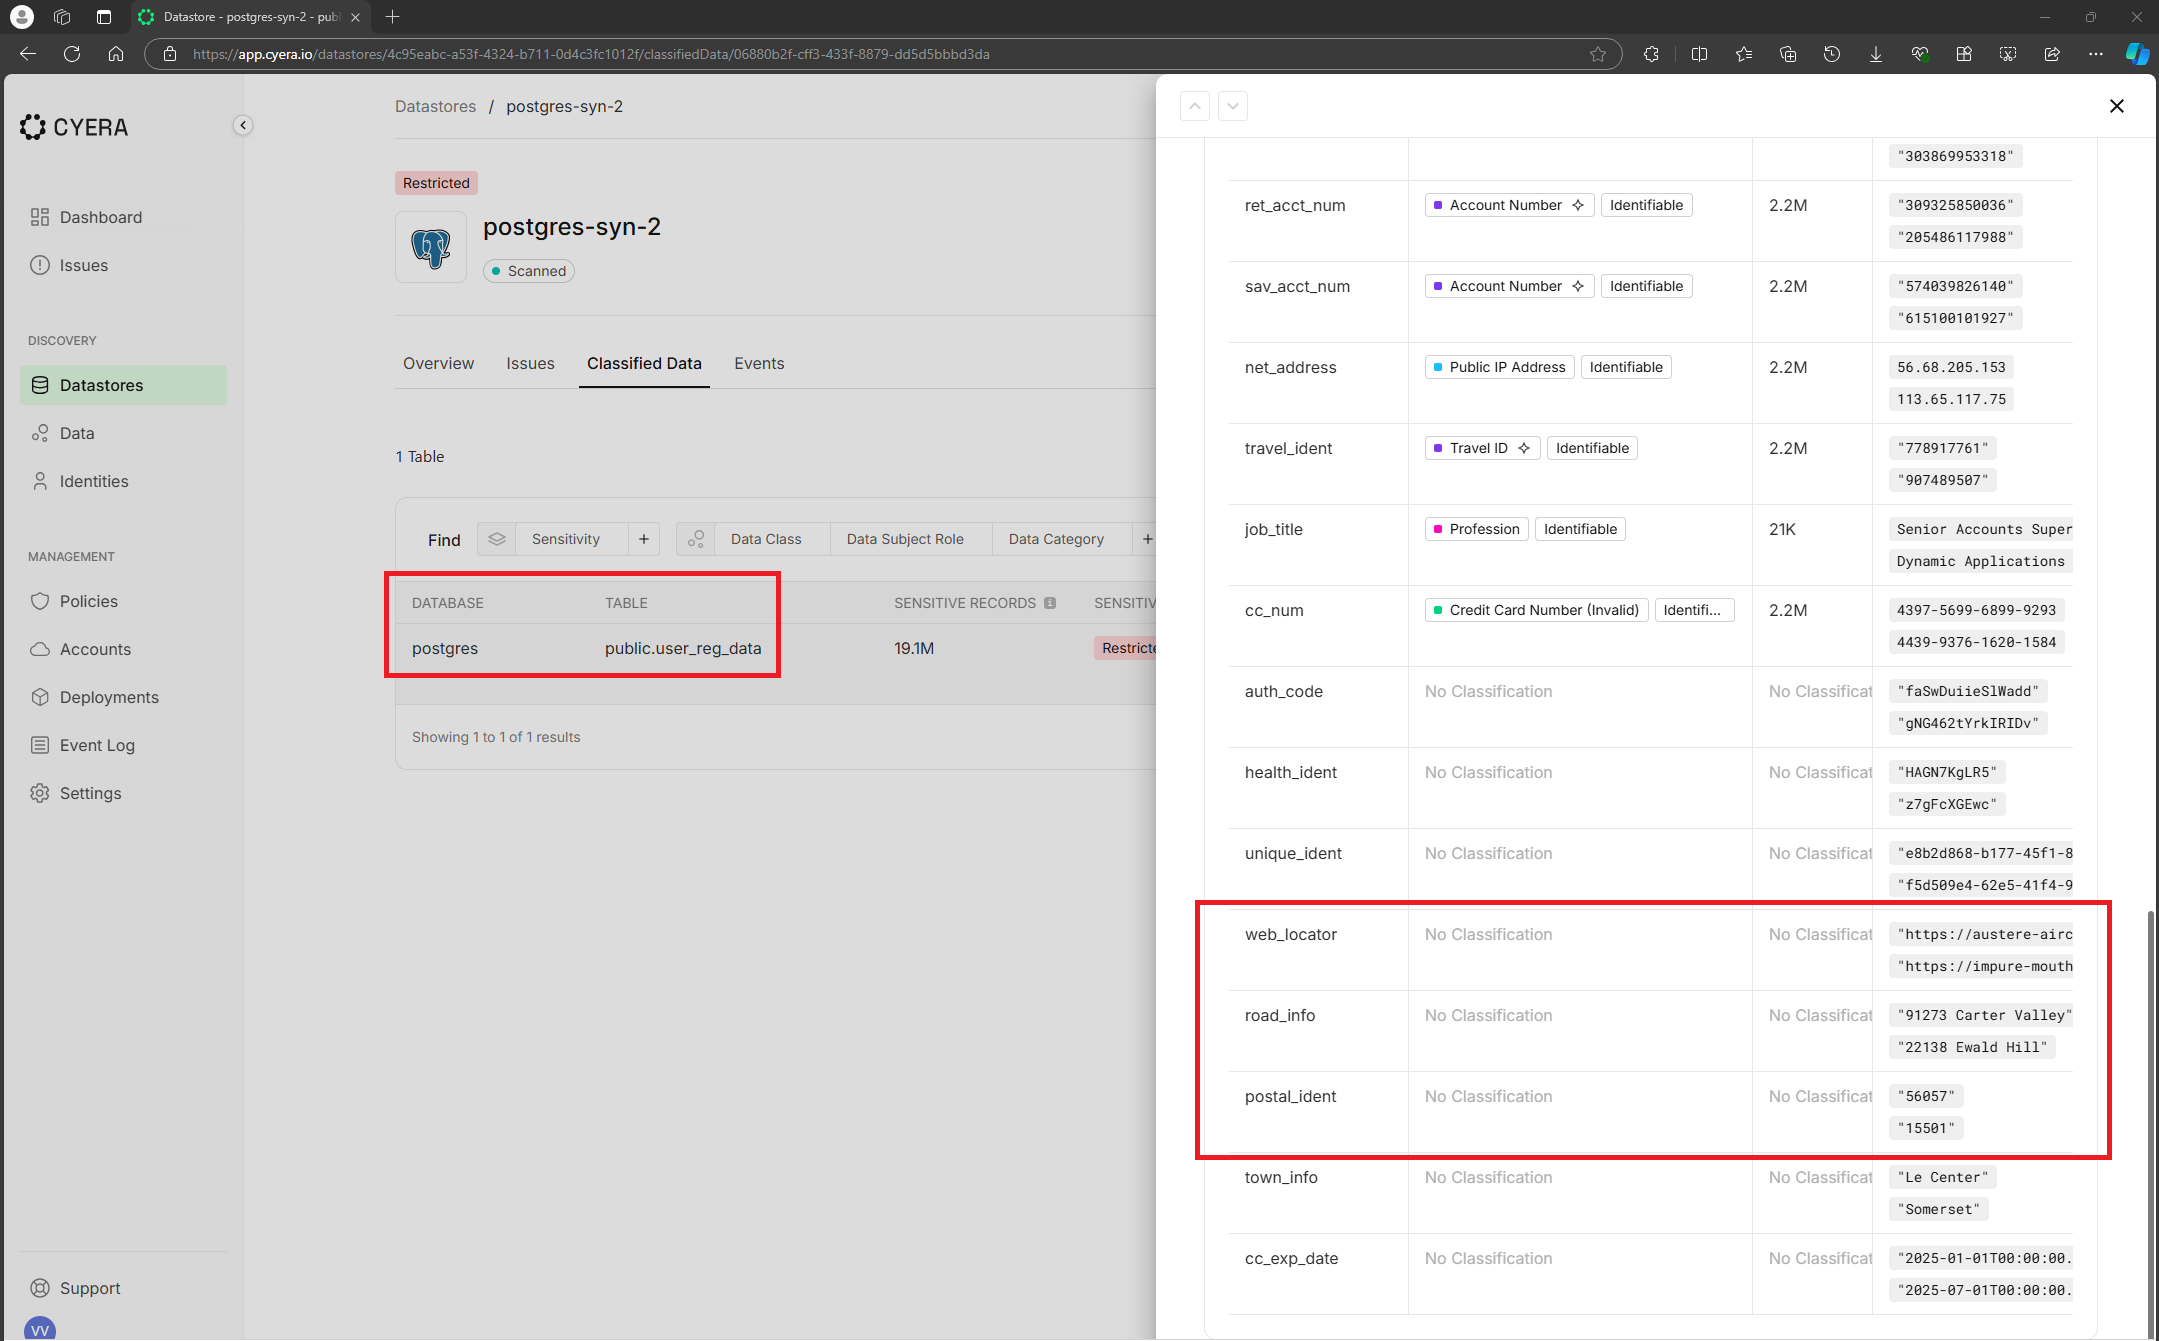 Datastore - postgres-syn-2 - publ
https://app.cyera.io/datastores/4c95eabc-a53f-4324-b711-0d4c3fc1012f/classifiedData/06880b2f-cff3-433f-8879-dd5d5bbbd3da
CYERA
Dashboard
Issues
DISCOVERY
Datastores
Data
Identities
MANAGEMENT
Policies
Accounts
Deployments
Event Log
Settings
Support
VV
Datastores / postgres-syn-2
Restricted
postgres-syn-2
Scanned
Overview Issues Classified Data Events
1 Table
Find Sensitivity + Data Class Data Subject Role Data Category +
DATABASE TABLE SENSITIVE RECORDS SENSITIV
postgres public.user_reg_data 19.1M Restricte
Showing 1 to 1 of 1 results
"303869953318"
ret_acct_num Account Number Identifiable 2.2M "309325850036"
"205486117988"
sav_acct_num Account Number Identifiable 2.2M "574039826140"
"615100101927"
net_address Public IP Address Identifiable 2.2M 56.68.205.153
113.65.117.75
travel_ident Travel ID Identifiable 2.2M "778917761"
"907489507"
job_title Profession Identifiable 21K Senior Accounts Super
Dynamic Applications
cc_num Credit Card Number (Invalid) Identifi... 2.2M 4397-5699-6899-9293
4439-9376-1620-1584
auth_code No Classification No Classificat "faSwDuiieSlWadd"
"gNG462tYrkIRIDv"
health_ident No Classification No Classificat "HAGN7KgLR5"
"z7gFcXGEwc"
unique_ident No Classification No Classificat "e8b2d868-b177-45f1-8
"f5d509e4-62e5-41f4-9
web_locator No Classification No Classificat "https://austere-airc
"https://impure-mouth
road_info No Classification No Classificat "91273 Carter Valley"
"22138 Ewald Hill"
postal_ident No Classification No Classificat "56057"
"15501"
town_info No Classification No Classificat "Le Center"
"Somerset"
cc_exp_date No Classification No Classificat "2025-01-01T00:00:00.
"2025-07-01T00:00:00.